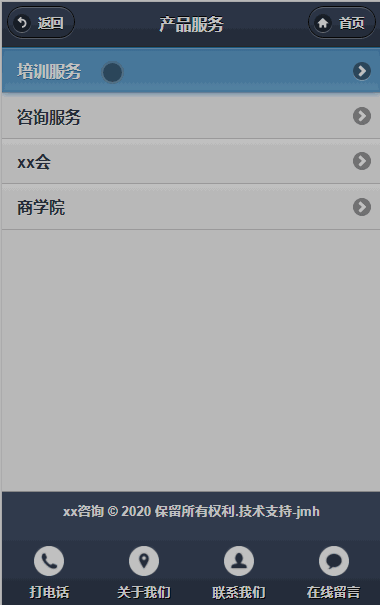 返回 产品服务 首页
培训服务
咨询服务
xx会
商学院
xx咨询 © 2020 保留所有权利.技术支持-jmh
打电话 关于我们 联系我们 在线留言